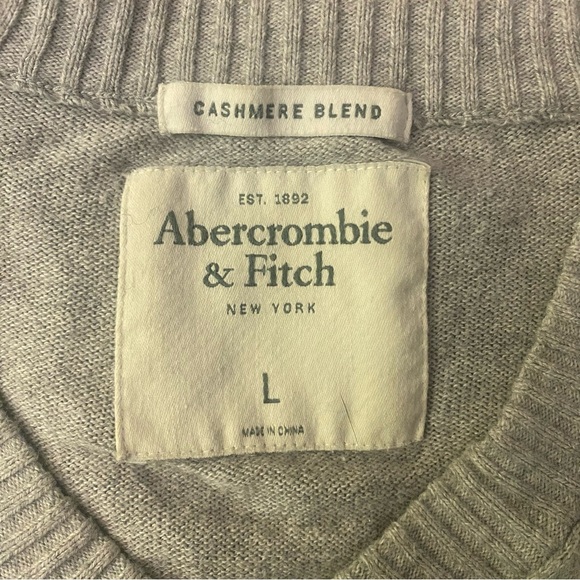 CASHMERE BLEND
EST. 1892
Abercrombie
& Fitch
NEW YORK
L
MADE IN CHINA